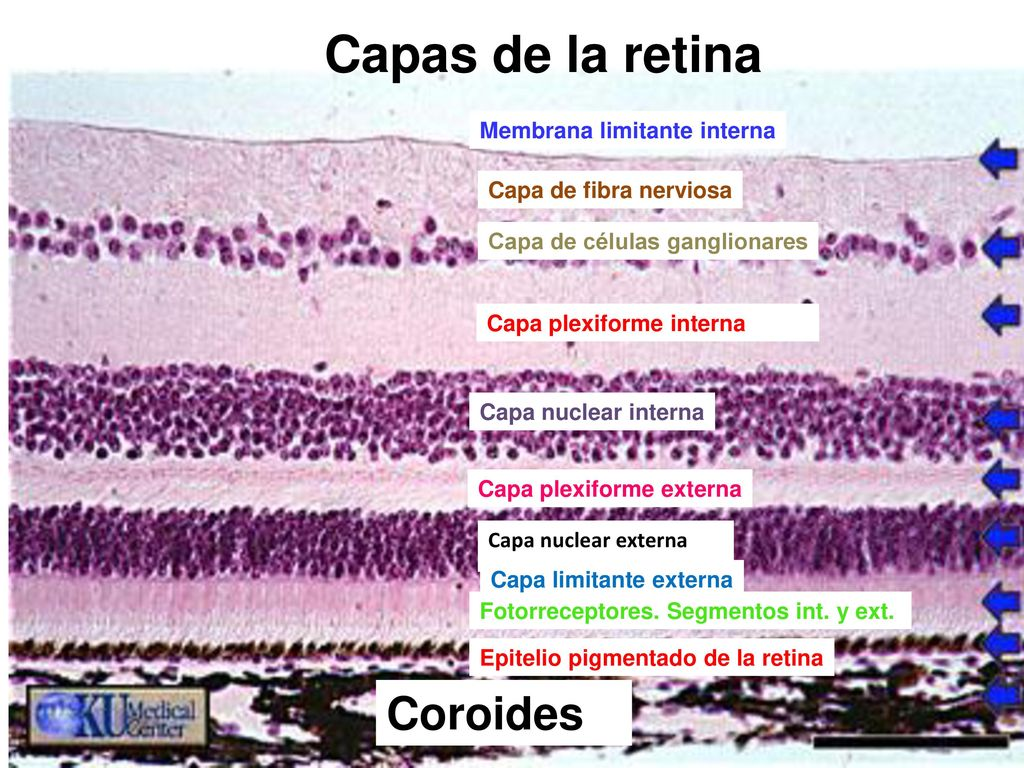 Capas de la retina
Membrana limitante interna
Capa de fibra nerviosa
Capa de células ganglionares
Capa plexiforme interna
Capa nuclear interna
Capa plexiforme externa
Capa nuclear externa
Capa limitante externa
Fotorreceptores. Segmentos int. y ext.
Epitelio pigmentado de la retina
Coroides
KU Medical
Center